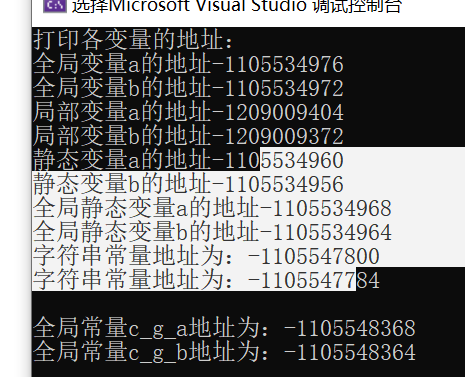 选择Microsoft Visual Studio 调试控制台
打印各变量的地址：
全局变量a的地址-1105534976
全局变量b的地址-1105534972
局部变量a的地址-1209009404
局部变量b的地址-1209009372
静态变量a的地址-1105534960
静态变量b的地址-1105534956
全局静态变量a的地址-1105534968
全局静态变量b的地址-1105534964
字符串常量地址为：-1105547800
字符串常量地址为：-1105547784
全局常量c_g_a地址为：-1105548368
全局常量c_g_b地址为：-1105548364